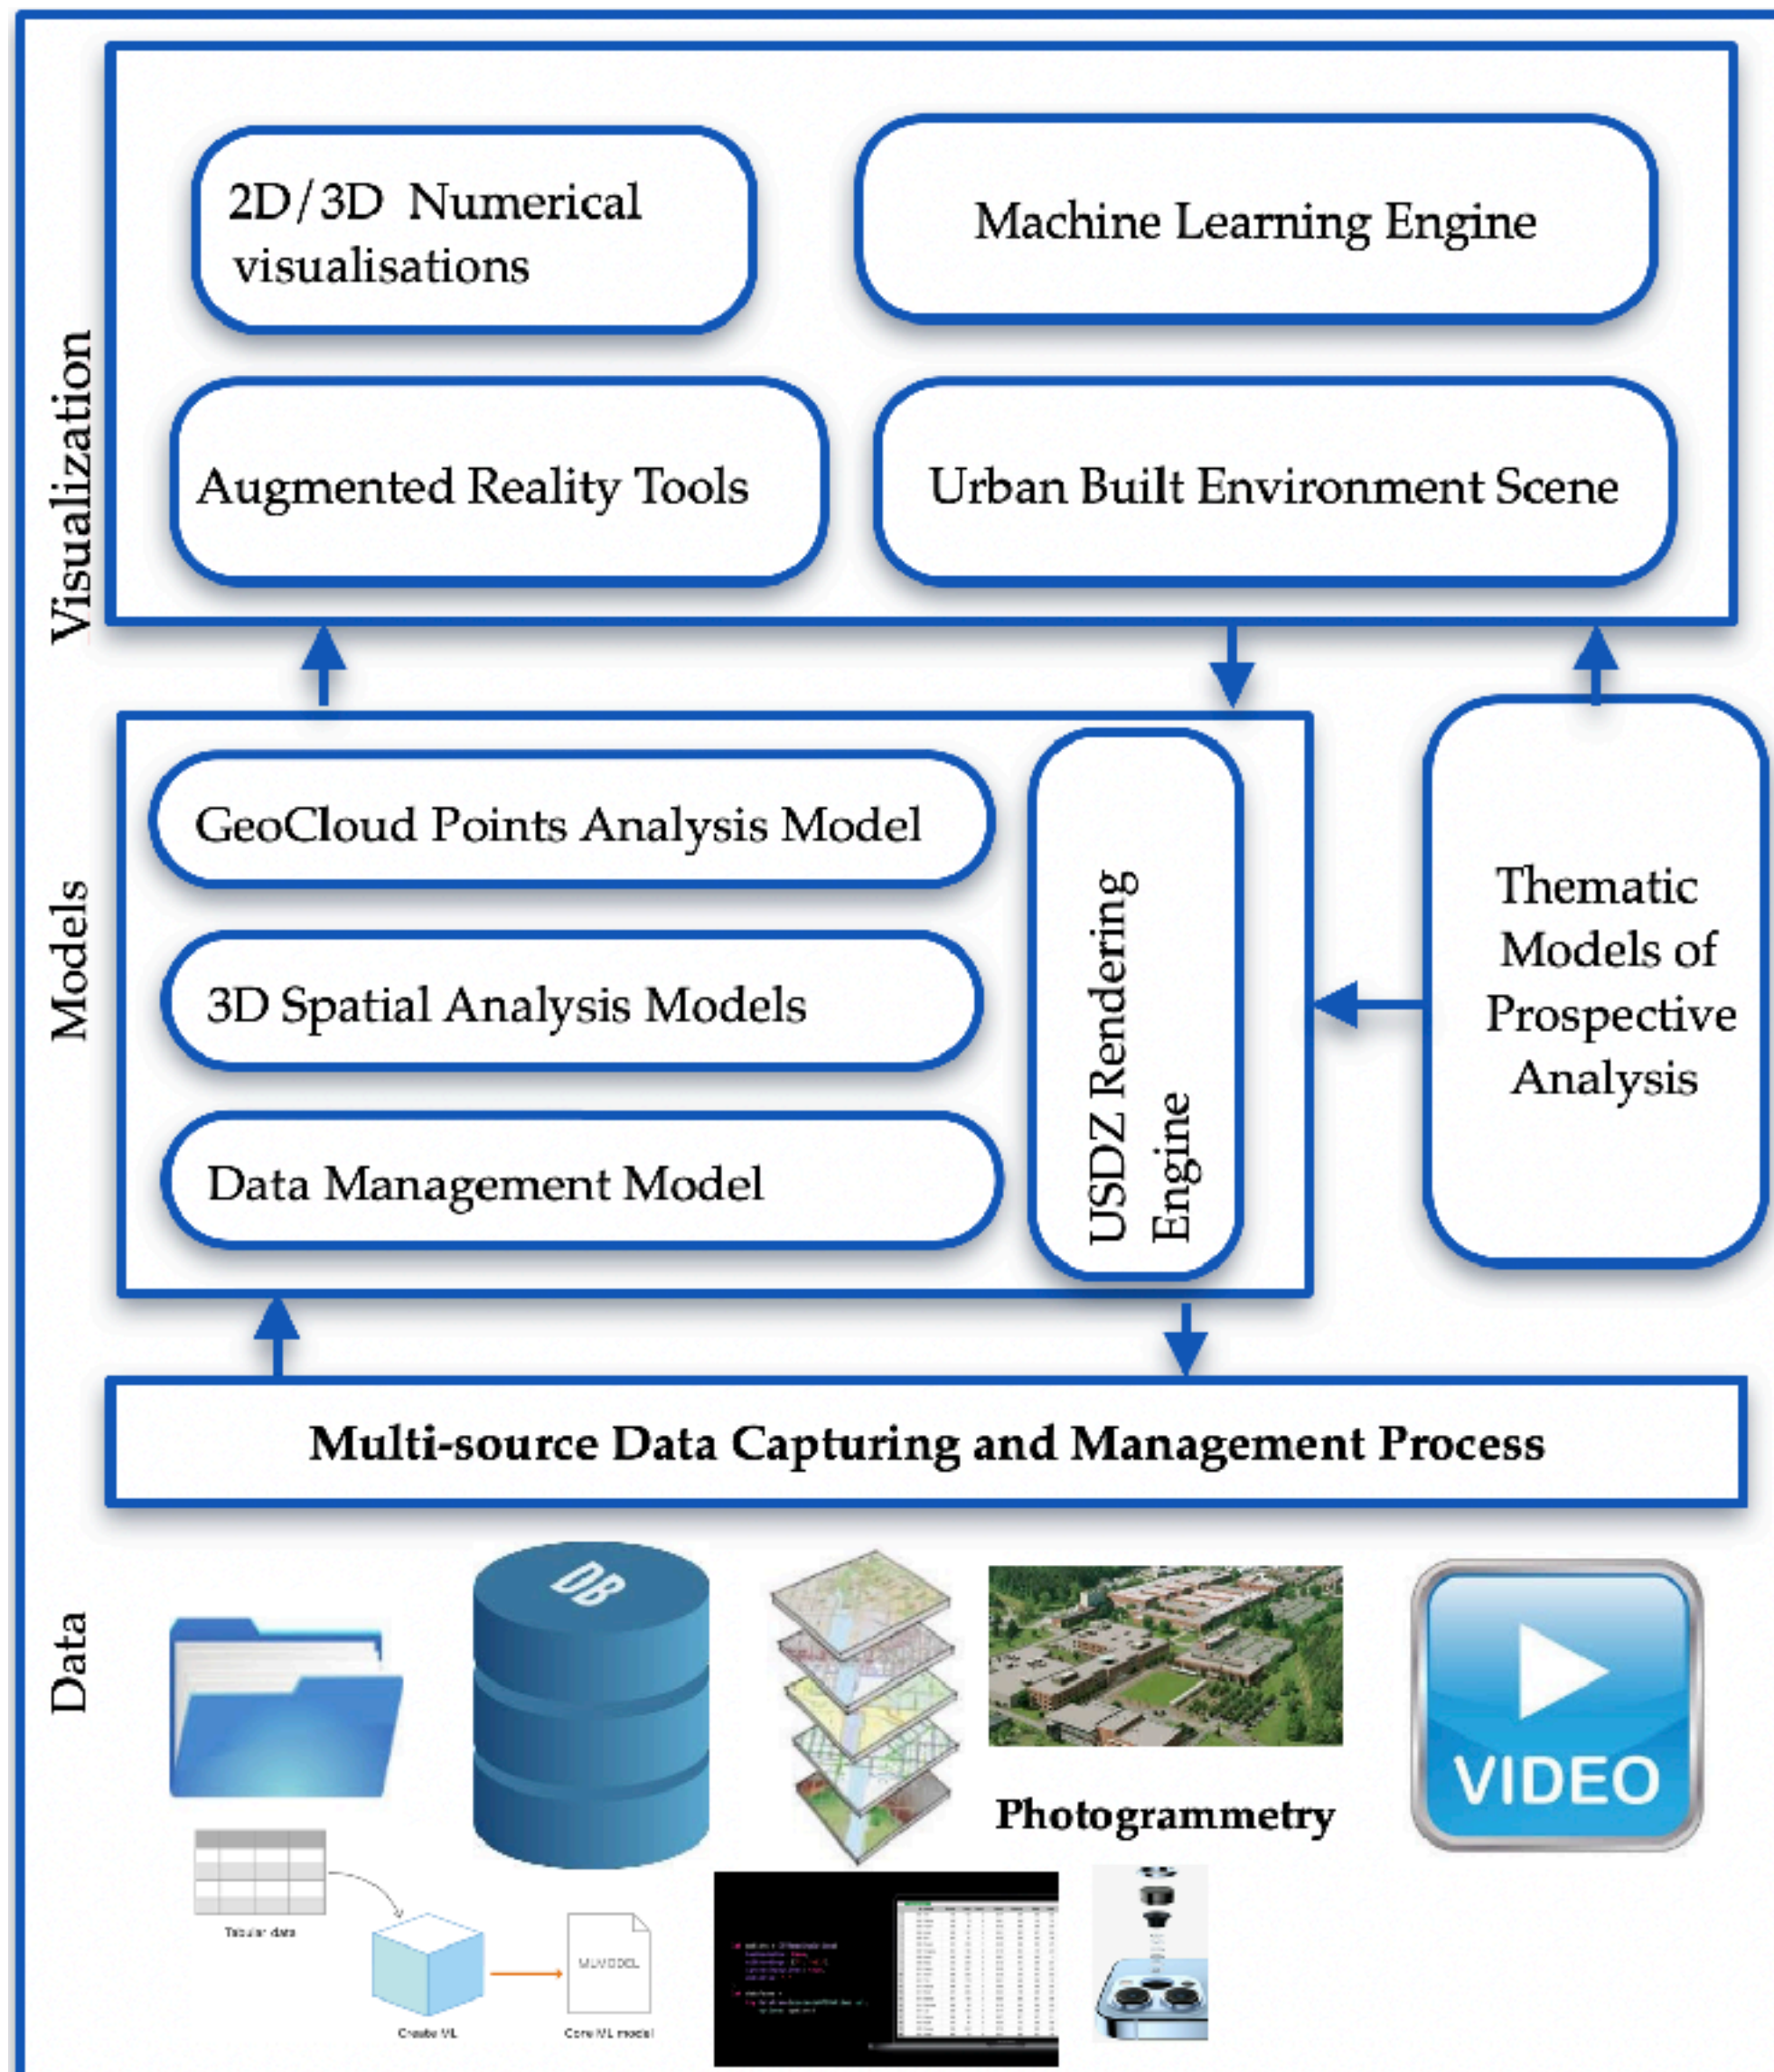 2D/3D Numerical
visualisations
Machine Learning Engine
Augmented Reality Tools
Urban Built Environment Scene
Visualization
GeoCloud Points Analysis Model
3D Spatial Analysis Models
Data Management Model
USDZ Rendering
Engine
Thematic
Models of
Prospective
Analysis
Models
Multi-source Data Capturing and Management Process
Data
DB
Photogrammetry
VIDEO
Tabular data
Create ML
MLMODEL
Core ML model